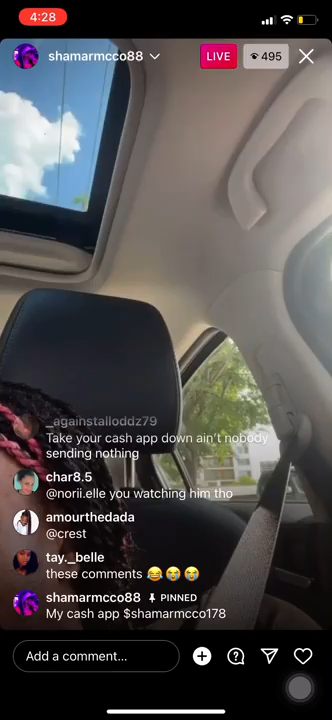 4:28
shamarmcco88
LIVE
495
_againstalloddz79
Take your cash app down ain't nobody
sending nothing
char8.5
@norii.elle you watching him tho
amourthedada
@crest
tay._belle
these comments 😂😭😭
shamarmcco88 PINNED
My cash app $shamarmcco178
Add a comment...